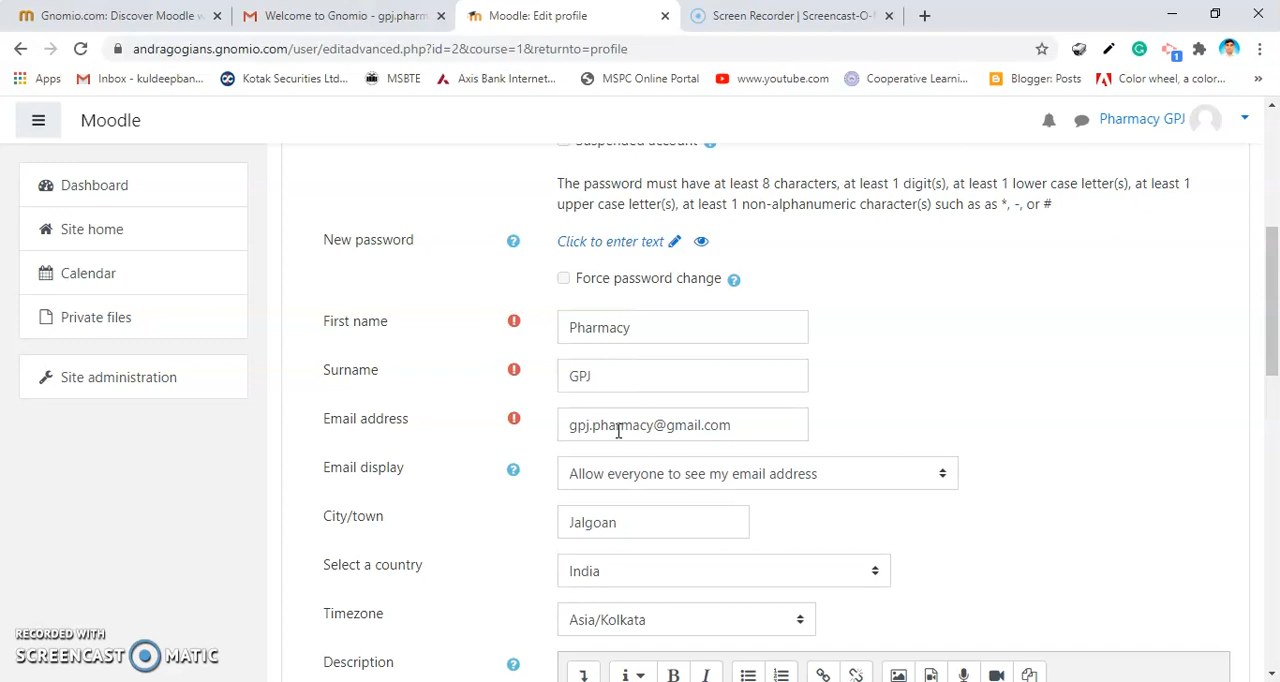 Gnomio.com: Discover Moodle w
Welcome to Gnomio - gpj.pharm
Moodle: Edit profile
Screen Recorder | Screencast-O-M
andragogians.gnomio.com/user/editadvanced.php?id=2&course=1&returnto=profile
Apps
Inbox - kuldeepban...
Kotak Securities Ltd...
MSBTE
Axis Bank Internet...
MSPC Online Portal
www.youtube.com
Cooperative Learni...
Blogger: Posts
Color wheel, a color...
»
Moodle
Pharmacy GPJ
Dashboard
Site home
Calendar
Private files
Site administration
Suspended account
The password must have at least 8 characters, at least 1 digit(s), at least 1 lower case letter(s), at least 1
upper case letter(s), at least 1 non-alphanumeric character(s) such as as *, -, or #
New password
Click to enter text
Force password change
First name
Pharmacy
Surname
GPJ
Email address
gpj.pharmacy@gmail.com
Email display
Allow everyone to see my email address
City/town
Jalgoan
Select a country
India
Timezone
Asia/Kolkata
Description
i
B
I
RECORDED WITH
SCREENCAST MATIC